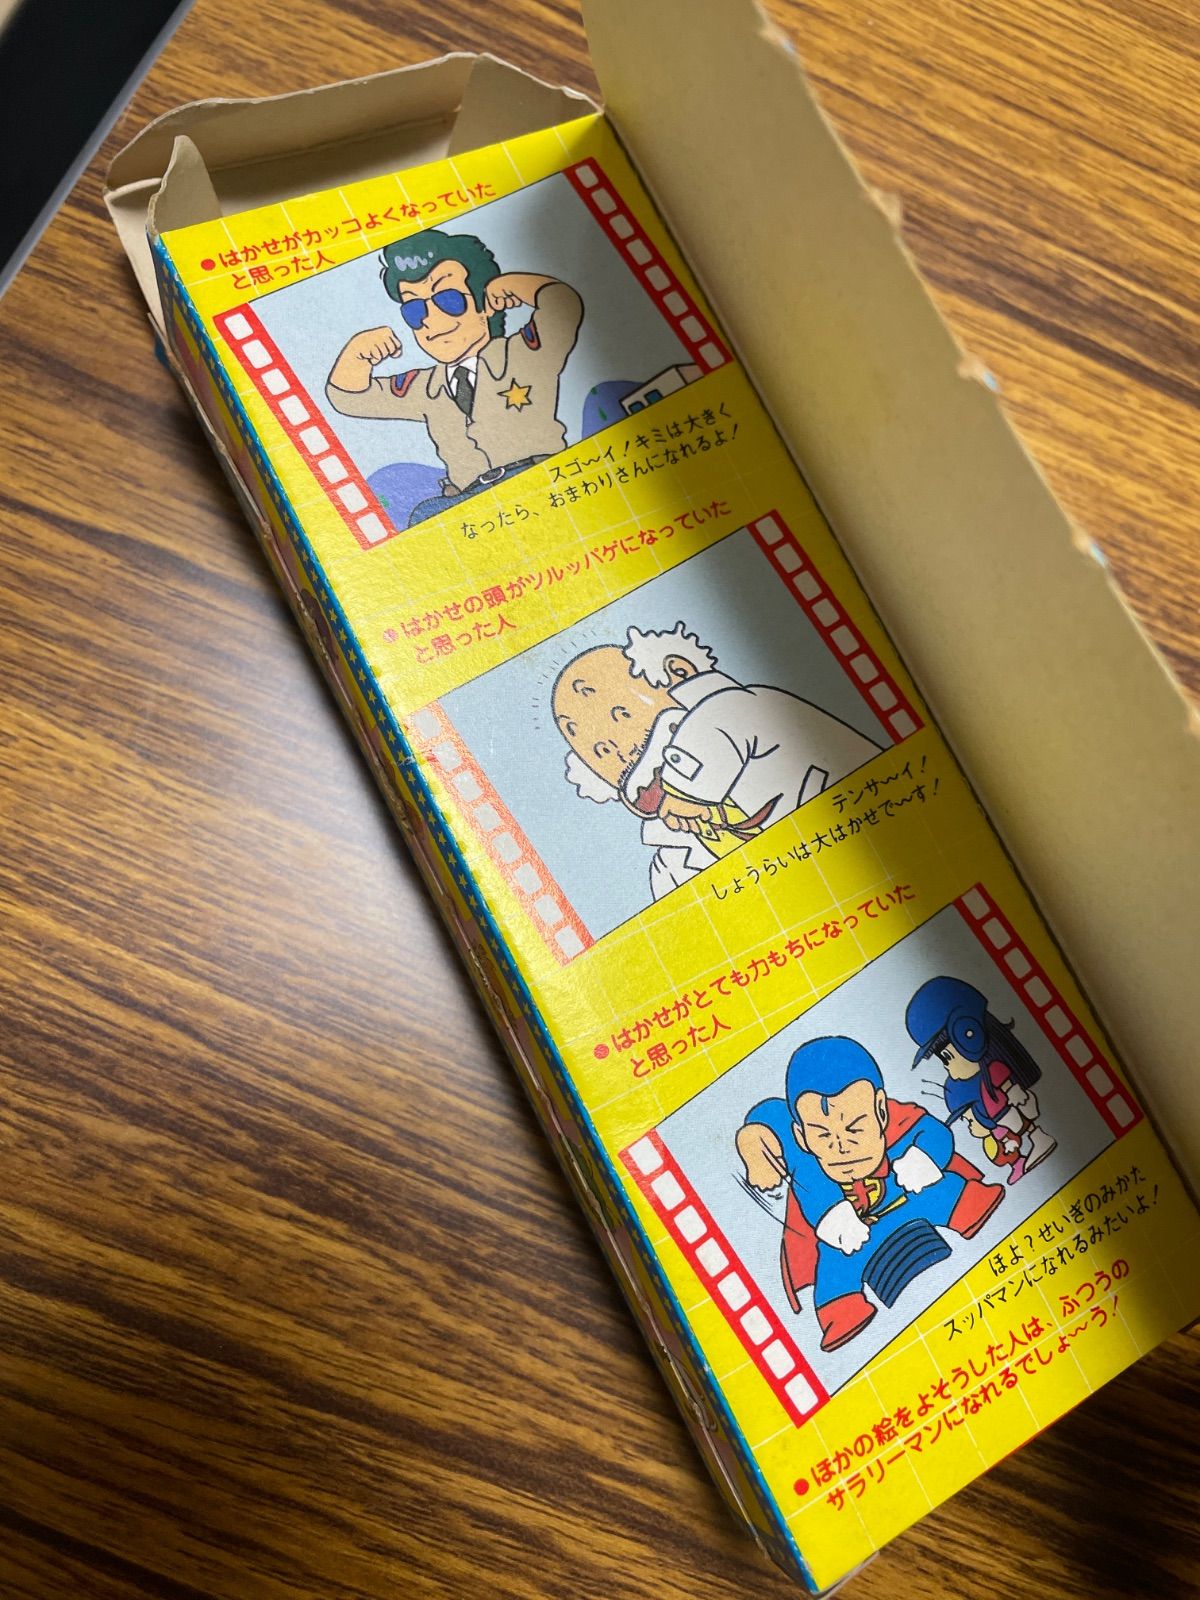 ●はかせがカッコよくなっていた
と思った人
スゴ〜イ！キミは大きく
なったら、おまわりさんになれるよ！
●はかせの頭がツルッパゲになっていた
と思った人
テンサ〜イ！
しょうらいは大はかせで〜す！
●はかせがとても力もちになっていた
と思った人
ほよ？せいぎのみかた
スッパマンになれるみたいよ！
●ほかの絵をよそうした人は、ふつうの
サラリーマンになれるでしょ〜う！